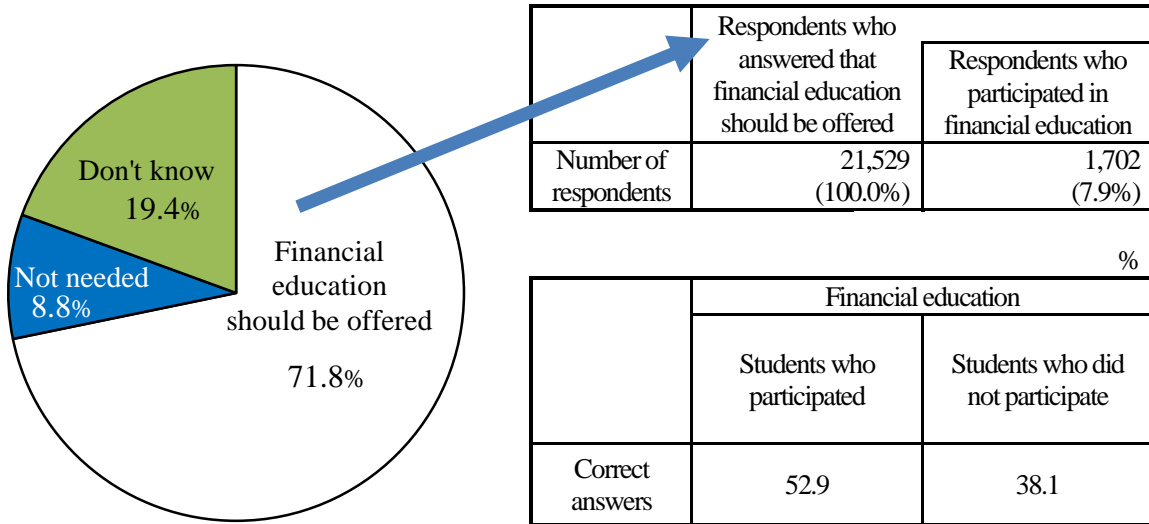 Don't know
19.4%
Not needed
8.8%
Financial
education
should be offered
71.8%
Respondents who
answered that
financial education
should be offered
Respondents who
participated in
financial education
Number of
respondents
21,529
(100.0%)
1,702
(7.9%)
%
Financial education
Students who
participated
Students who did
not participate
Correct
answers
52.9
38.1